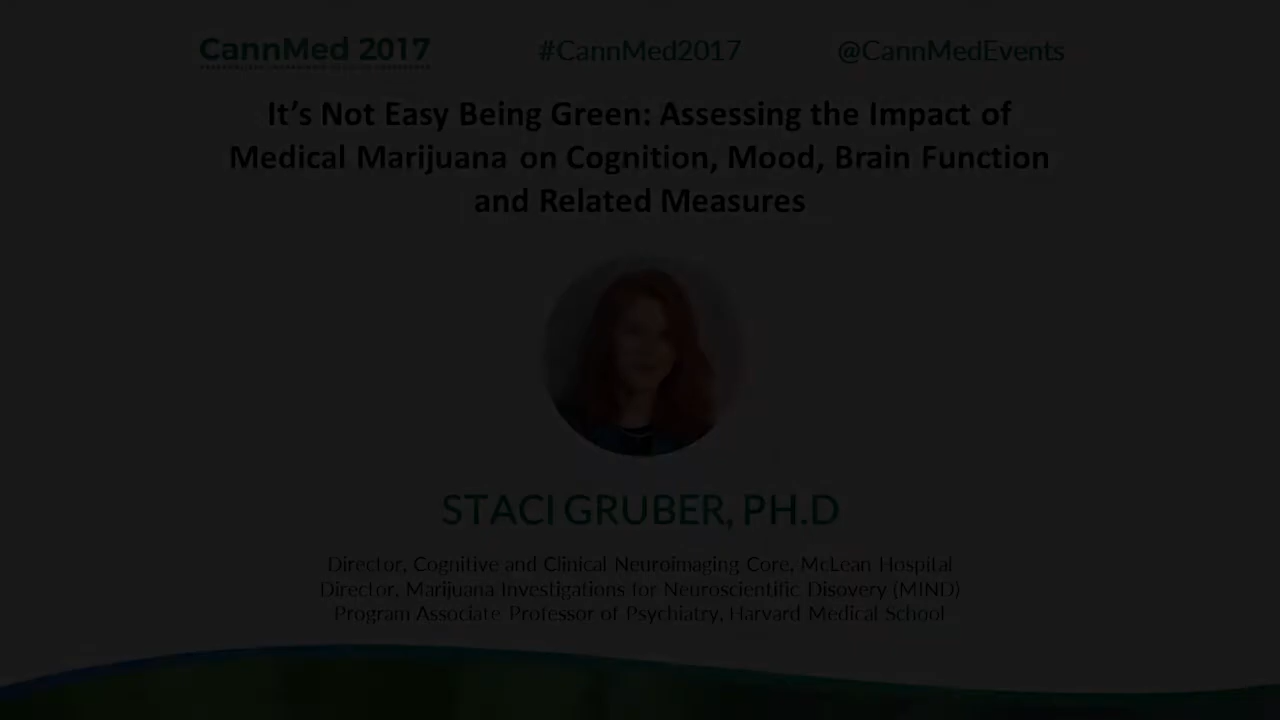 CannMed 2017
#CannMed2017
@CannMedEvents
It's Not Easy Being Green: Assessing the Impact of
Medical Marijuana on Cognition, Mood, Brain Function
and Related Measures
STACI GRUBER, PH.D
Director, Cognitive and Clinical Neuroimaging Core, McLean Hospital
Director, Marijuana Investigations for Neuroscientific Disovery (MIND)
Program Associate Professor of Psychiatry, Harvard Medical School